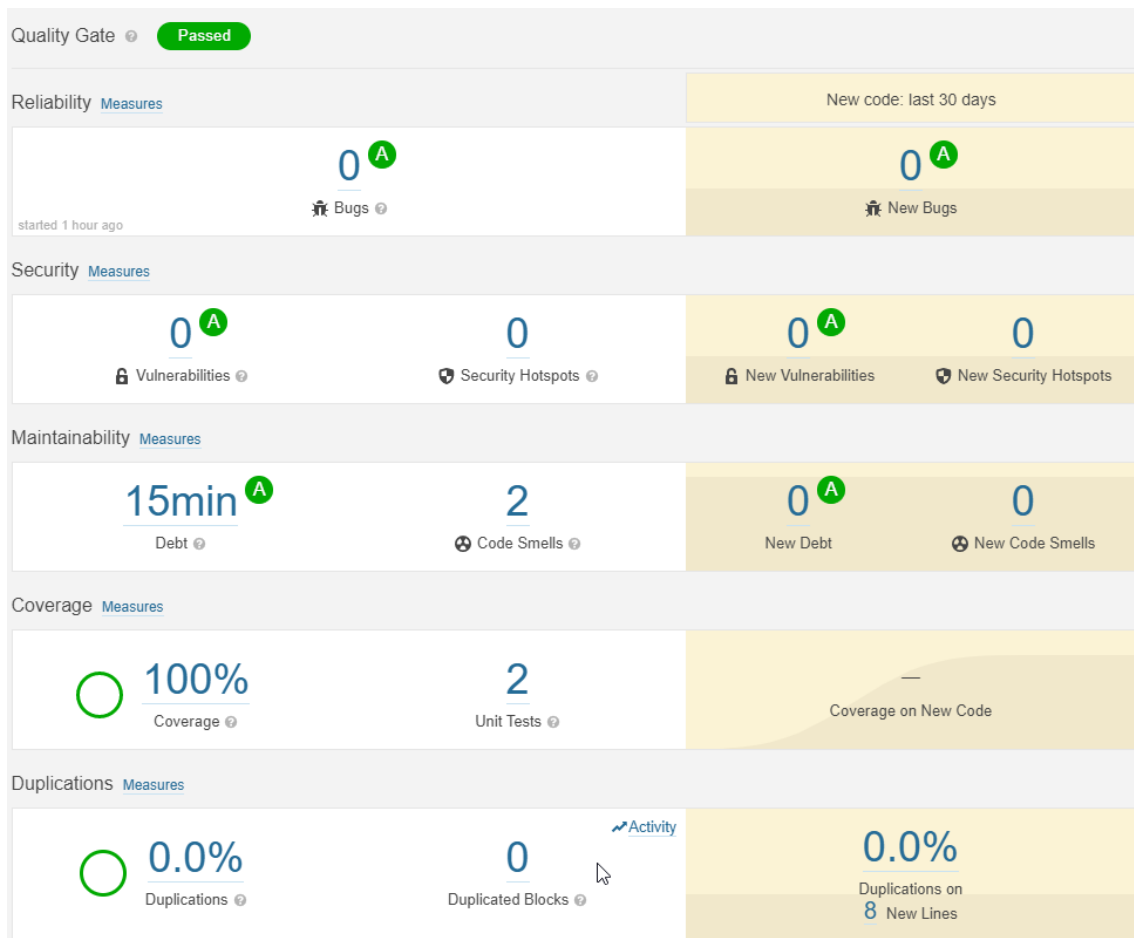 Quality Gate ? Passed
Reliability Measures
New code: last 30 days
0 A
Bugs ?
started 1 hour ago
0 A
New Bugs
Security Measures
0 A
Vulnerabilities ?
0
Security Hotspots ?
0 A
New Vulnerabilities
0
New Security Hotspots
Maintainability Measures
15min A
Debt ?
2
Code Smells ?
0 A
New Debt
0
New Code Smells
Coverage Measures
100%
Coverage ?
2
Unit Tests ?
—
Coverage on New Code
Duplications Measures
Activity
0.0%
Duplications ?
0
Duplicated Blocks ?
0.0%
Duplications on
8 New Lines